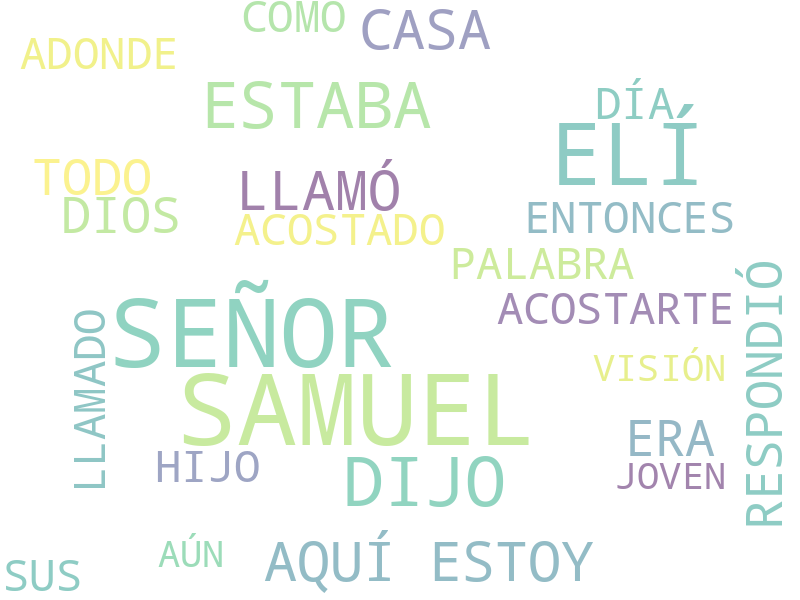 COMO
CASA
ADONDE
ESTABA
DÍA
ELÍ
TODO
LLAMÓ
DIOS
ENTONCES
ACOSTADO
PALABRA
SEÑOR
ACOSTARTE
LLAMADO
VISIÓN
RESPONDIÓ
SAMUEL
ERA
HIJO
DIJO
JOVEN
AÚN
AQUÍ ESTOY
SUS